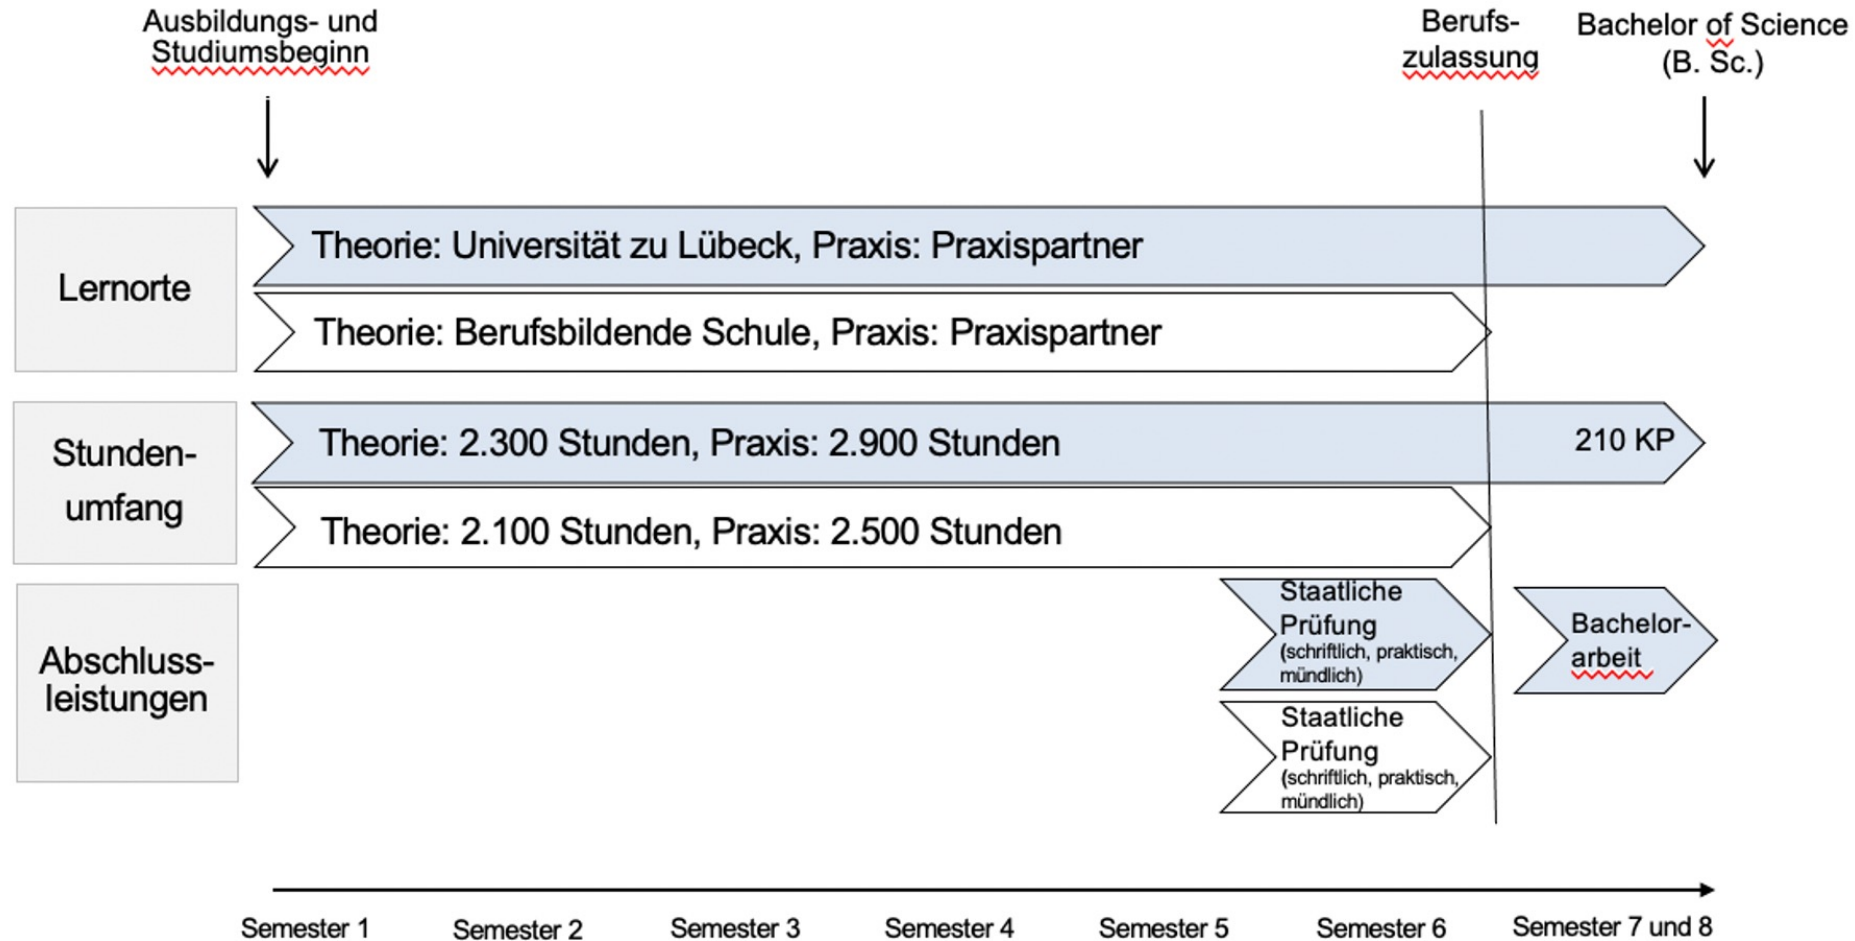 Ausbildungs- und
Studiumsbeginn
Berufs-
zulassung
Bachelor of Science
(B. Sc.)
Lernorte
Theorie: Universität zu Lübeck, Praxis: Praxispartner
Theorie: Berufsbildende Schule, Praxis: Praxispartner
Stunden-
umfang
Theorie: 2.300 Stunden, Praxis: 2.900 Stunden
210 KP
Theorie: 2.100 Stunden, Praxis: 2.500 Stunden
Abschluss-
leistungen
Staatliche
Prüfung
(schriftlich, praktisch,
mündlich)
Bachelor-
arbeit
Staatliche
Prüfung
(schriftlich, praktisch,
mündlich)
Semester 1
Semester 2
Semester 3
Semester 4
Semester 5
Semester 6
Semester 7 und 8